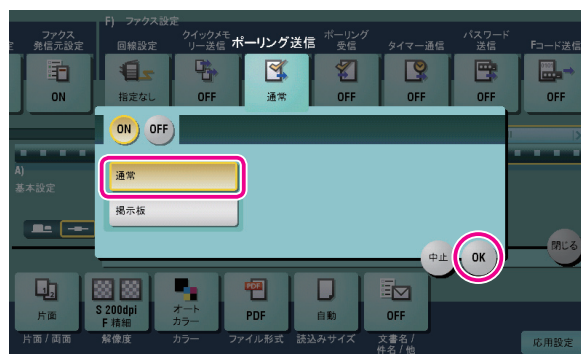 F) ファクス設定
ファクス
発信元設定
回線設定
クイックメモ
リー送信
ポーリング送信
ポーリング
受信
タイマー通信
パスワード
送信
Fコード送信
ON
指定なし
OFF
通常
OFF
OFF
OFF
OFF
ON
OFF
A)
基本設定
通常
掲示板
中止
OK
閉じる
片面
S 200dpi
F 精細
オート
カラー
PDF
自動
OFF
片面 / 両面
解像度
カラー
ファイル形式
読込みサイズ
文書名 /
件名 / 他
応用設定